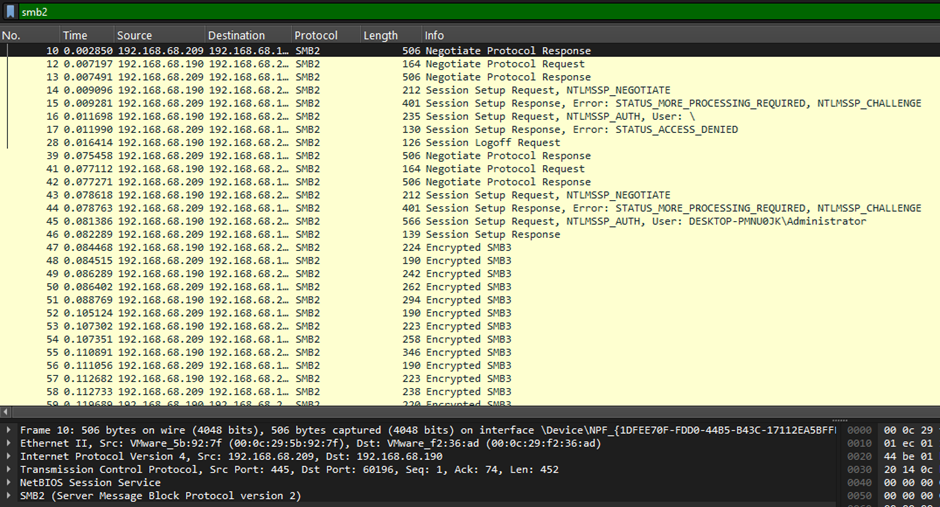 smb2
No. Time Source Destination Protocol Length Info
10 0.002850 192.168.68.209 192.168.68.1… SMB2 506 Negotiate Protocol Response
12 0.007197 192.168.68.190 192.168.68.2… SMB2 164 Negotiate Protocol Request
13 0.007491 192.168.68.209 192.168.68.1… SMB2 506 Negotiate Protocol Response
14 0.009096 192.168.68.190 192.168.68.2… SMB2 212 Session Setup Request, NTLMSSP_NEGOTIATE
15 0.009281 192.168.68.209 192.168.68.1… SMB2 401 Session Setup Response, Error: STATUS_MORE_PROCESSING_REQUIRED, NTLMSSP_CHALLENGE
16 0.011698 192.168.68.190 192.168.68.2… SMB2 235 Session Setup Request, NTLMSSP_AUTH, User: \
17 0.011990 192.168.68.209 192.168.68.1… SMB2 130 Session Setup Response, Error: STATUS_ACCESS_DENIED
28 0.016414 192.168.68.190 192.168.68.2… SMB2 126 Session Logoff Request
39 0.075458 192.168.68.209 192.168.68.1… SMB2 506 Negotiate Protocol Response
41 0.077112 192.168.68.190 192.168.68.2… SMB2 164 Negotiate Protocol Request
42 0.077271 192.168.68.209 192.168.68.1… SMB2 506 Negotiate Protocol Response
43 0.078618 192.168.68.190 192.168.68.2… SMB2 212 Session Setup Request, NTLMSSP_NEGOTIATE
44 0.078763 192.168.68.209 192.168.68.1… SMB2 401 Session Setup Response, Error: STATUS_MORE_PROCESSING_REQUIRED, NTLMSSP_CHALLENGE
45 0.081386 192.168.68.190 192.168.68.2… SMB2 566 Session Setup Request, NTLMSSP_AUTH, User: DESKTOP-PMNU0JK\Administrator
46 0.082289 192.168.68.209 192.168.68.1… SMB2 139 Session Setup Response
47 0.084468 192.168.68.190 192.168.68.2… SMB2 224 Encrypted SMB3
48 0.084515 192.168.68.209 192.168.68.1… SMB2 190 Encrypted SMB3
49 0.086289 192.168.68.190 192.168.68.2… SMB2 242 Encrypted SMB3
50 0.086402 192.168.68.209 192.168.68.1… SMB2 262 Encrypted SMB3
51 0.088769 192.168.68.190 192.168.68.2… SMB2 294 Encrypted SMB3
52 0.105124 192.168.68.209 192.168.68.1… SMB2 190 Encrypted SMB3
53 0.107302 192.168.68.190 192.168.68.2… SMB2 223 Encrypted SMB3
54 0.107351 192.168.68.209 192.168.68.1… SMB2 258 Encrypted SMB3
55 0.110891 192.168.68.190 192.168.68.2… SMB2 346 Encrypted SMB3
56 0.111056 192.168.68.209 192.168.68.1… SMB2 190 Encrypted SMB3
57 0.112682 192.168.68.190 192.168.68.2… SMB2 223 Encrypted SMB3
58 0.112733 192.168.68.209 192.168.68.1… SMB2 238 Encrypted SMB3
59 0.119689 192.168.68.190 192.168.68.2… SMB2 220 Encrypted SMB3
Frame 10: 506 bytes on wire (4048 bits), 506 bytes captured (4048 bits) on interface \Device\NPF_{1DFEE70F-FDD0-44B5-B43C-17112EA5BFF
Ethernet II, Src: VMware_5b:92:7f (00:0c:29:5b:92:7f), Dst: VMware_f2:36:ad (00:0c:29:f2:36:ad)
Internet Protocol Version 4, Src: 192.168.68.209, Dst: 192.168.68.190
Transmission Control Protocol, Src Port: 445, Dst Port: 60196, Seq: 1, Ack: 74, Len: 452
NetBIOS Session Service
SMB2 (Server Message Block Protocol version 2)
0000 00 0c 29
0010 01 ec 01
0020 44 be 01
0030 20 14 0c
0040 00 00 00
0050 00 00 00